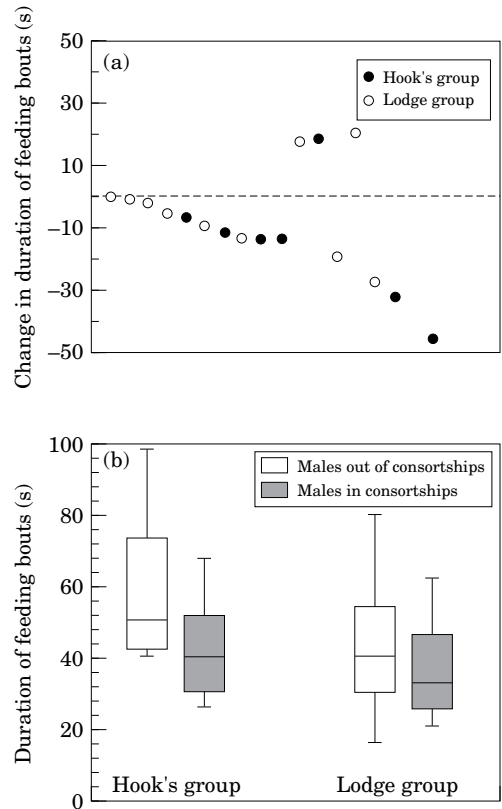 Change in duration of feeding bouts (s)
50
30
10
−10
−30
−50
(a)
Hook's group
Lodge group
Duration of feeding bouts (s)
100
80
60
40
20
0
(b)
Males out of consortships
Males in consortships
Hook's group
Lodge group